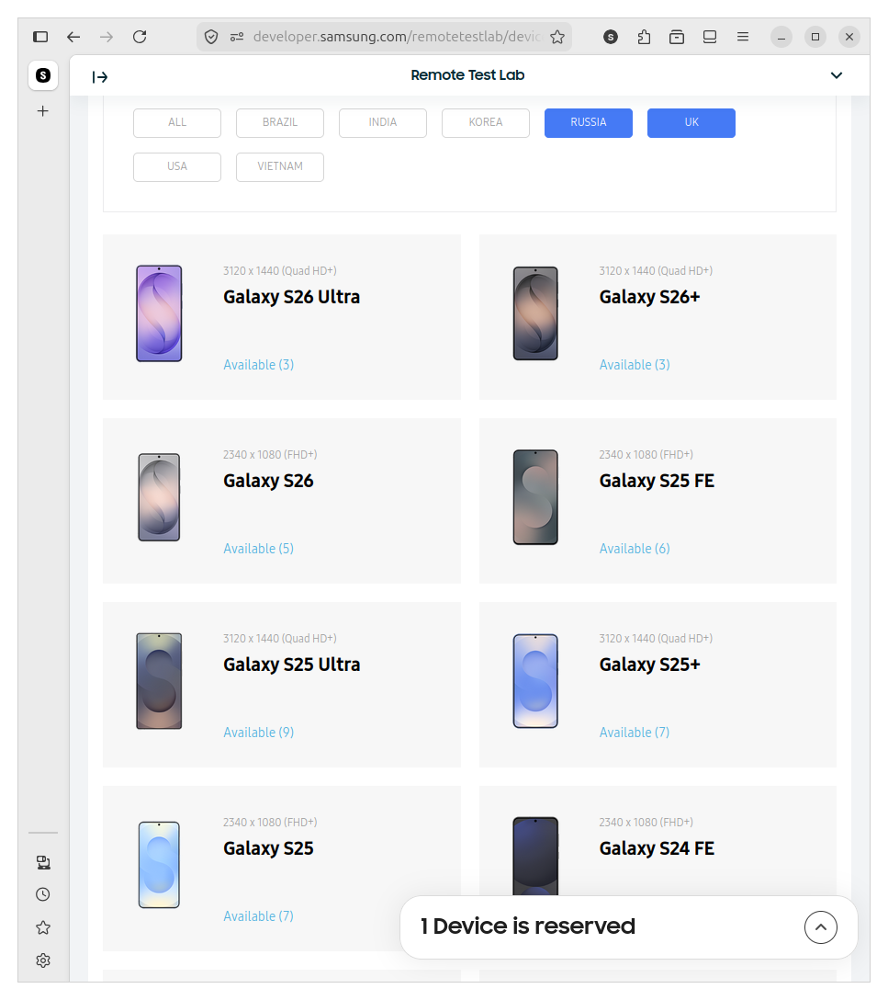 developer.samsung.com/remotetestlab/devic
S
S
Remote Test Lab
ALL
BRAZIL
INDIA
KOREA
RUSSIA
UK
USA
VIETNAM
3120 x 1440 (Quad HD+)
Galaxy S26 Ultra
Available (3)
3120 x 1440 (Quad HD+)
Galaxy S26+
Available (3)
2340 x 1080 (FHD+)
Galaxy S26
Available (5)
2340 x 1080 (FHD+)
Galaxy S25 FE
Available (6)
3120 x 1440 (Quad HD+)
Galaxy S25 Ultra
Available (9)
3120 x 1440 (Quad HD+)
Galaxy S25+
Available (7)
2340 x 1080 (FHD+)
Galaxy S25
Available (7)
2340 x 1080 (FHD+)
Galaxy S24 FE
1 Device is reserved